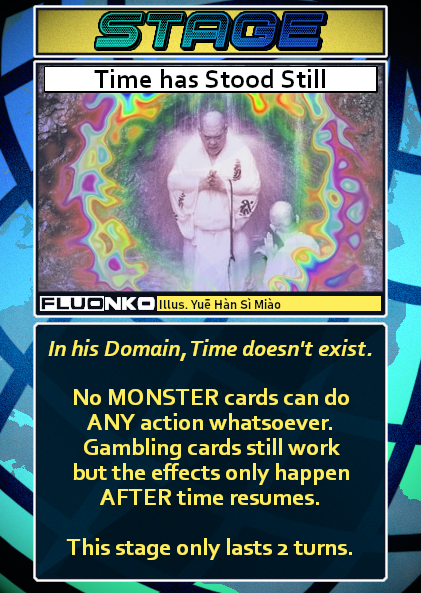 STAGE
Time has Stood Still
FLUONKO
Illus. Yuē Hàn Sì Miào
In his Domain, Time doesn't exist.
No MONSTER cards can do
ANY action whatsoever.
Gambling cards still work
but the effects only happen
AFTER time resumes.
This stage only lasts 2 turns.